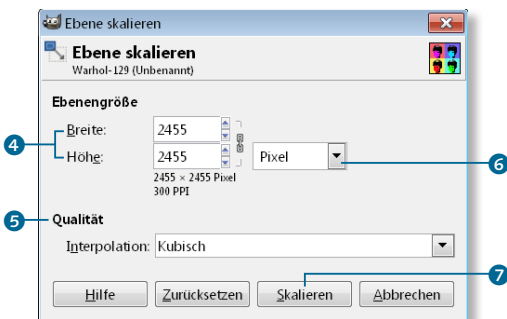 Ebene skalieren
Ebene skalieren
Warhol-129 (Unbenannt)
Ebenengröße
4
Breite: 2455
Höhe: 2455 Pixel 6
2455 × 2455 Pixel
300 PPI
5 Qualität
Interpolation: Kubisch
7
Hilfe Zurücksetzen Skalieren Abbrechen